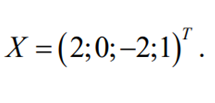 X = (2;0;−2;1)ᵀ.